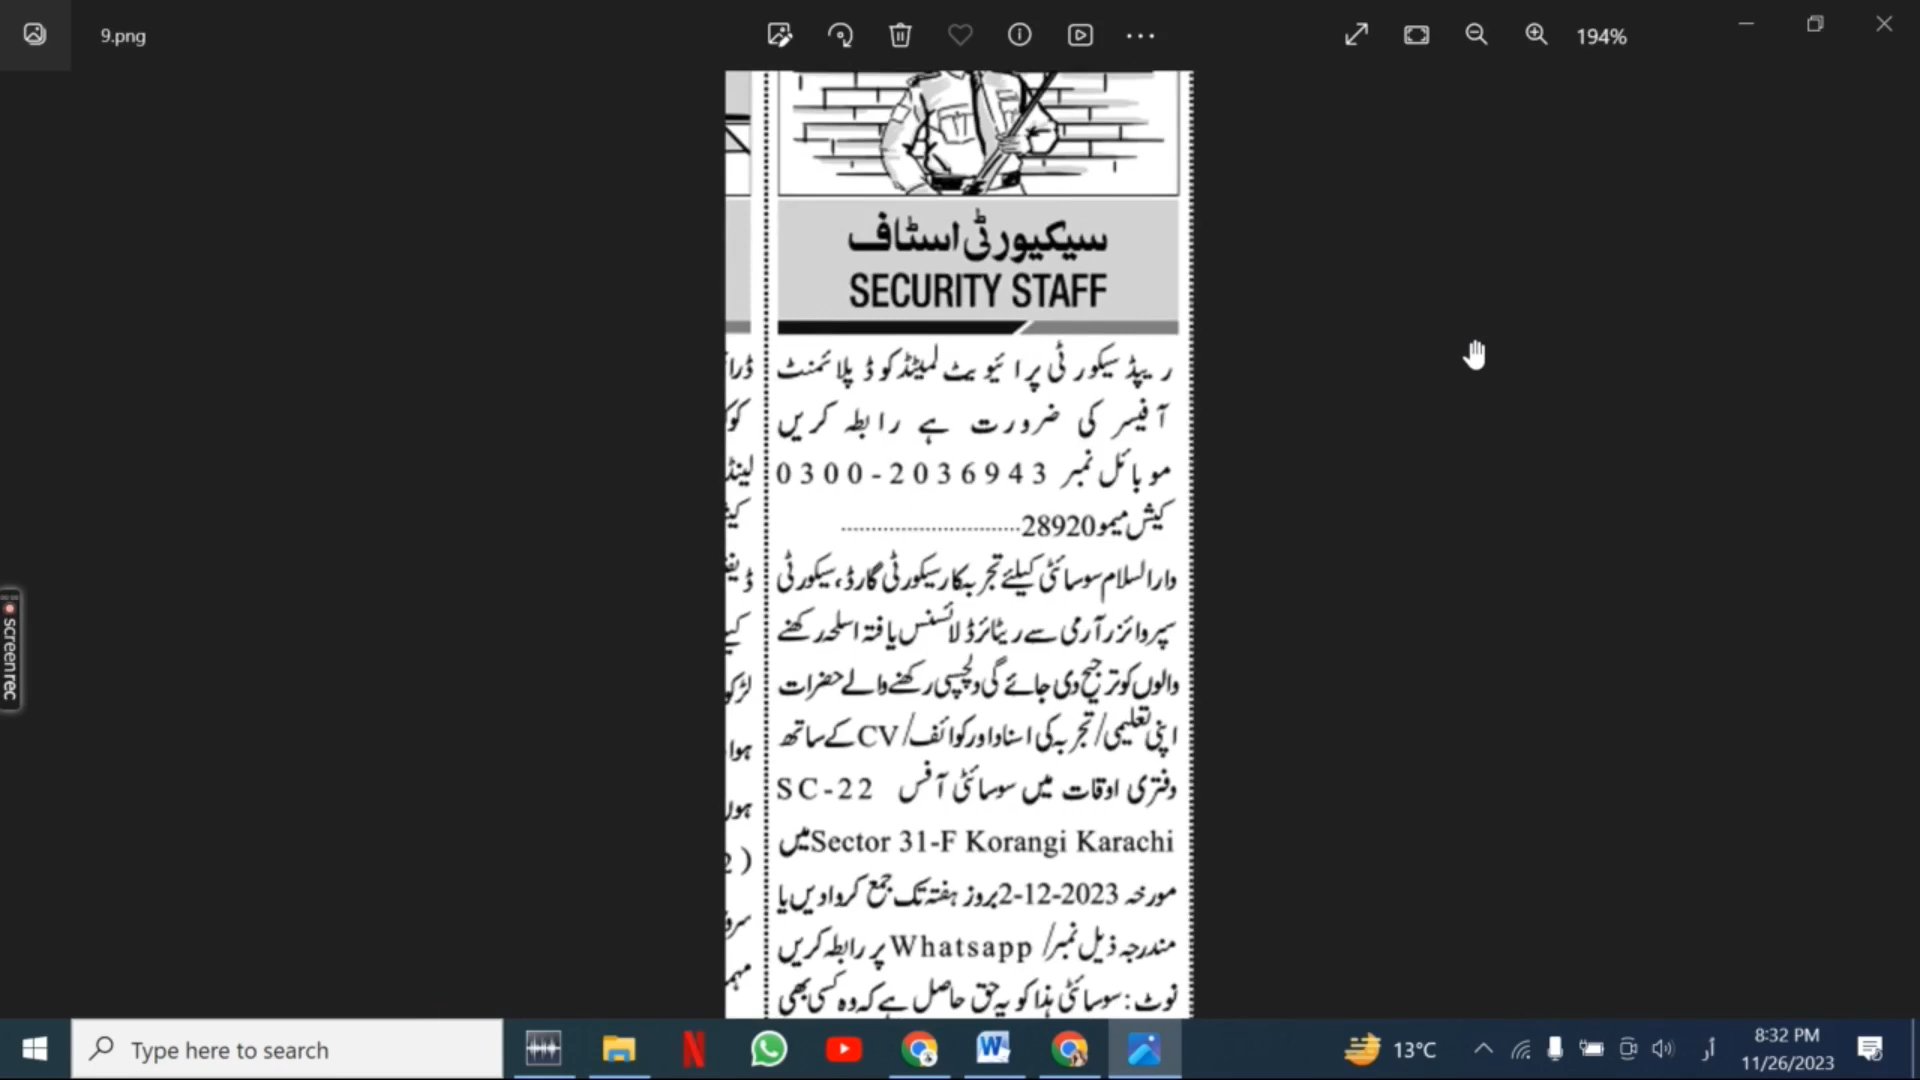 9.png
194%
سیکیورٹی اسٹاف
SECURITY STAFF
ریپڈ سیکورٹی پرائیویٹ لمیٹڈ کو ڈپلائمنٹ
آفیسر کی ضرورت ہے رابطہ کریں
موبائل نمبر 0300-2036943
کیش میمو28920............................
دارالسلام سوسائٹی کیلئے تجربہ کار سیکورٹی گارڈ، سیکورٹی
سپروائزر آرمی سے ریٹائرڈ لائسنس یافتہ اسلحہ رکھنے
والوں کو ترجیح دی جائے گی دلچسپی رکھنے والے حضرات
اپنی تعلیمی/تجربہ کی اسناد اور کوائف/CV کے ساتھ
دفتری اوقات میں سوسائٹی آفس SC-22
Sector 31-F Korangi Karachi میں
مورخہ 2-12-2023 بروز ہفتہ تک جمع کروادیں یا
مندرجہ ذیل نمبر/ Whatsapp پر رابطہ کریں
نوٹ: سوسائٹی ہٰذا کو یہ حق حاصل ہے کہ وہ کسی بھی
screenrec
Type here to search
13°C
8:32 PM
11/26/2023